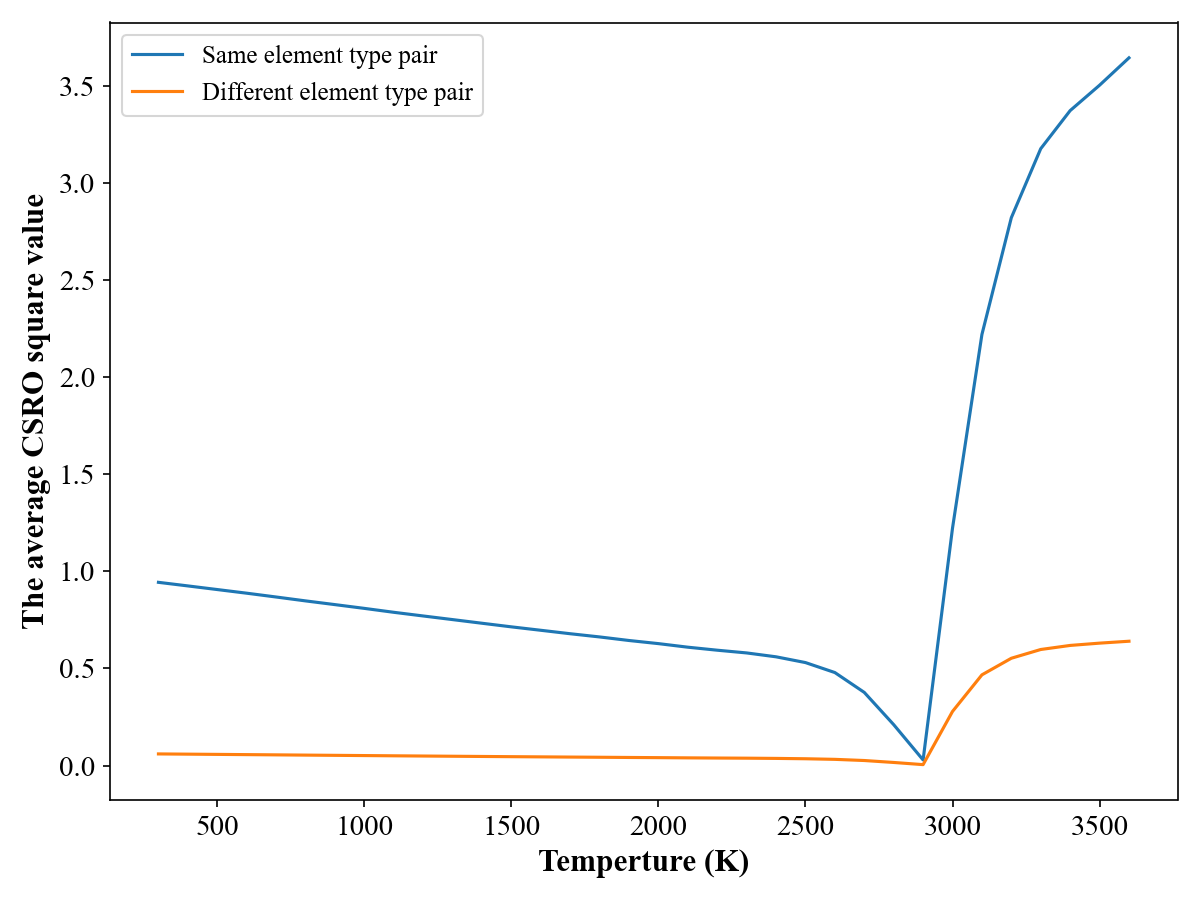 Same element type pair
Different element type pair
The average CSRO square value
3.5
3.0
2.5
2.0
1.5
1.0
0.5
0.0
500 1000 1500 2000 2500 3000 3500
Temperture (K)